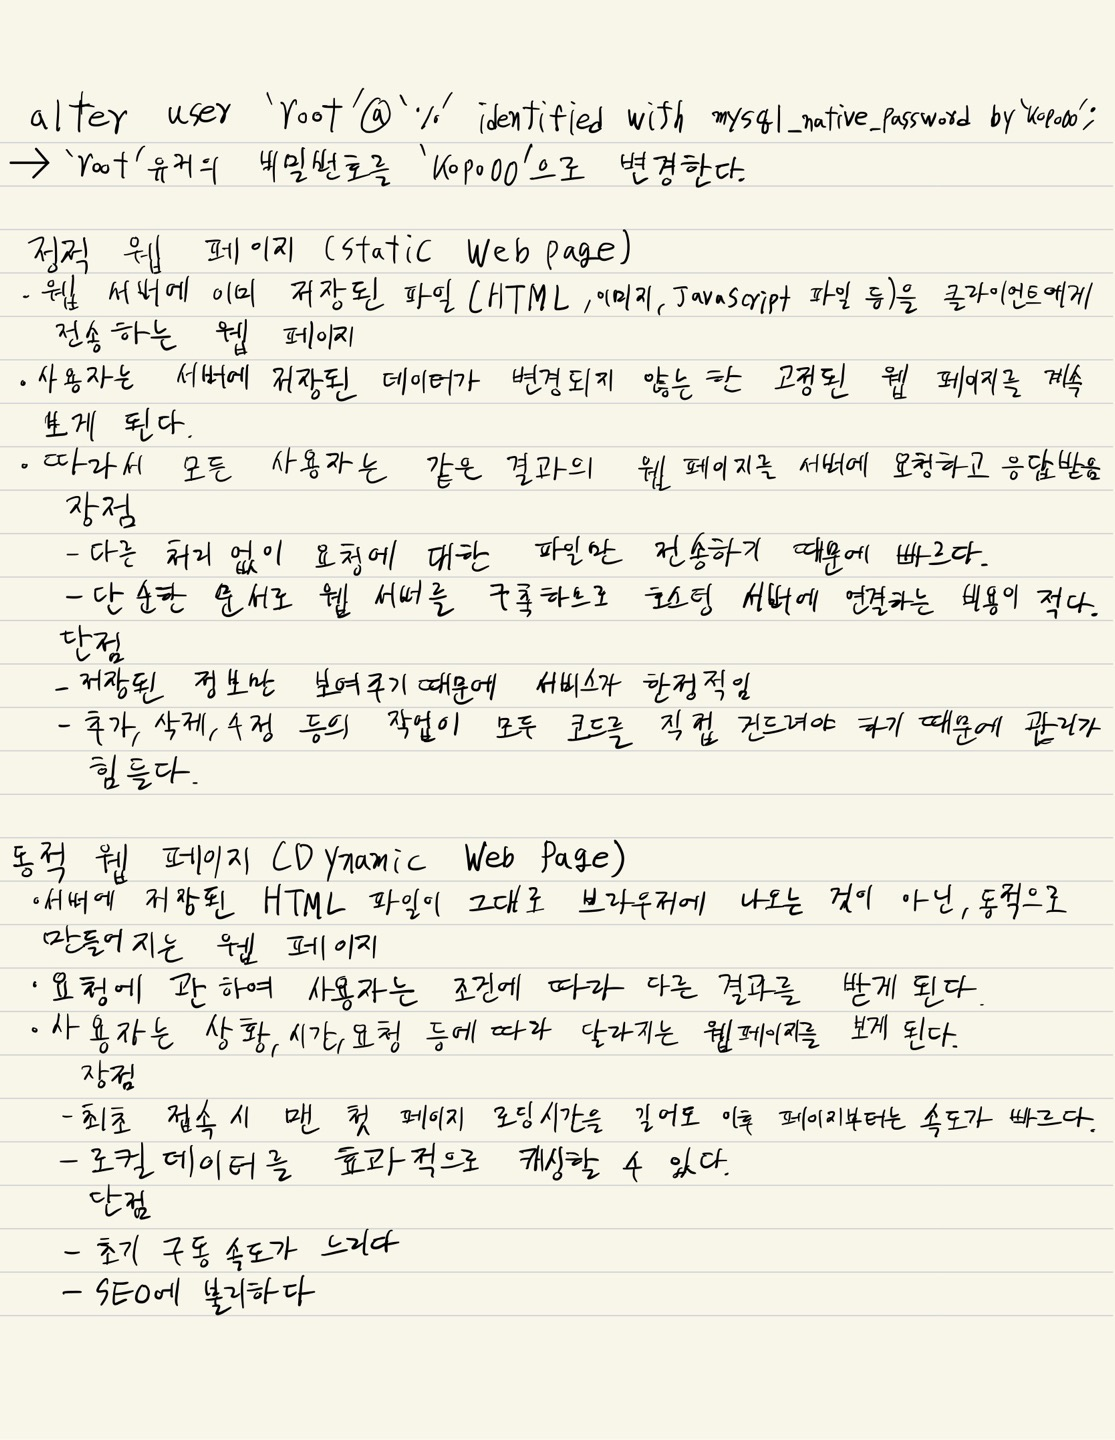 alter user 'root'@'%' identified with mysql_native_password by 'kopo00';
→ 'root' 유저의 비밀번호를 'kopo00'으로 변경한다.
정적 웹 페이지 (Static Web page)
· 웹 서버에 이미 저장된 파일 (HTML, 이미지, JavaScript 파일 등)을 클라이언트에게
전송하는 웹 페이지
· 사용자는 서버에 저장된 데이터가 변경되지 않는 한 고정된 웹 페이지를 계속
보게 된다.
· 따라서 모든 사용자는 같은 결과의 웹 페이지를 서버에 요청하고 응답받음
장점
- 다른 처리 없이 요청에 대한 파일만 전송하기 때문에 빠르다.
- 단순한 문서로 웹 서버를 구축하므로 호스팅 서버에 연결하는 비용이 적다.
단점
- 저장된 정보만 보여주기 때문에 서비스가 한정적임
- 추가, 삭제, 수정 등의 작업이 모두 코드를 직접 건드려야 하기 때문에 관리가
힘들다.
동적 웹 페이지 (Dynamic Web Page)
· 서버에 저장된 HTML 파일이 그대로 브라우저에 나오는 것이 아닌, 동적으로
만들어지는 웹 페이지
· 요청에 관하여 사용자는 조건에 따라 다른 결과를 받게 된다.
· 사용자는 상황, 시간, 요청 등에 따라 달라지는 웹페이지를 보게 된다.
장점
- 최초 접속 시 맨 첫 페이지 로딩시간은 길어도 이후 페이지부터는 속도가 빠르다.
- 로컬 데이터를 효과적으로 캐싱할 수 있다.
단점
- 초기 구동 속도가 느리다
- SEO에 불리하다